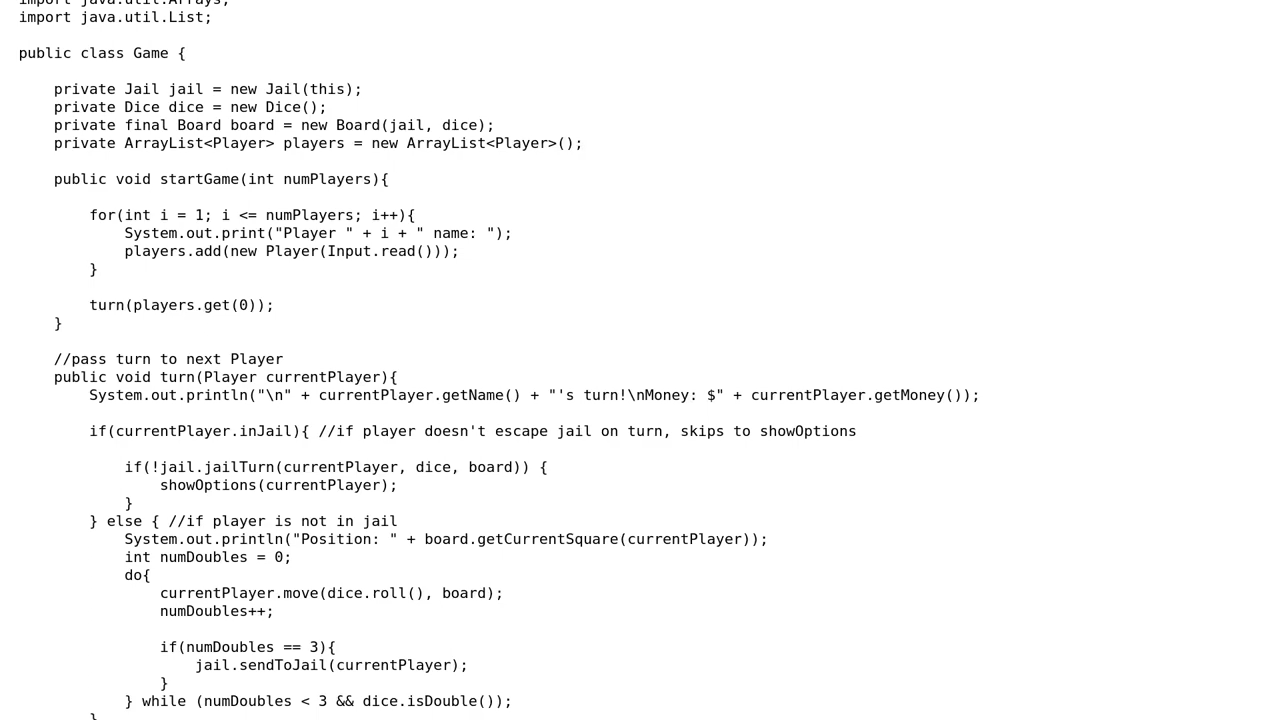 import java.util.Arrays;
import java.util.List;

public class Game {

    private Jail jail = new Jail(this);
    private Dice dice = new Dice();
    private final Board board = new Board(jail, dice);
    private ArrayList<Player> players = new ArrayList<Player>();

    public void startGame(int numPlayers){

        for(int i = 1; i <= numPlayers; i++){
            System.out.print("Player " + i + " name: ");
            players.add(new Player(Input.read()));
        }

        turn(players.get(0));
    }

    //pass turn to next Player
    public void turn(Player currentPlayer){
        System.out.println("\n" + currentPlayer.getName() + "'s turn!\nMoney: $" + currentPlayer.getMoney());

        if(currentPlayer.inJail){ //if player doesn't escape jail on turn, skips to showOptions

            if(!jail.jailTurn(currentPlayer, dice, board)) {
                showOptions(currentPlayer);
            }
        } else { //if player is not in jail
            System.out.println("Position: " + board.getCurrentSquare(currentPlayer));
            int numDoubles = 0;
            do{
                currentPlayer.move(dice.roll(), board);
                numDoubles++;

                if(numDoubles == 3){
                    jail.sendToJail(currentPlayer);
                }
            } while (numDoubles < 3 && dice.isDouble());
        }